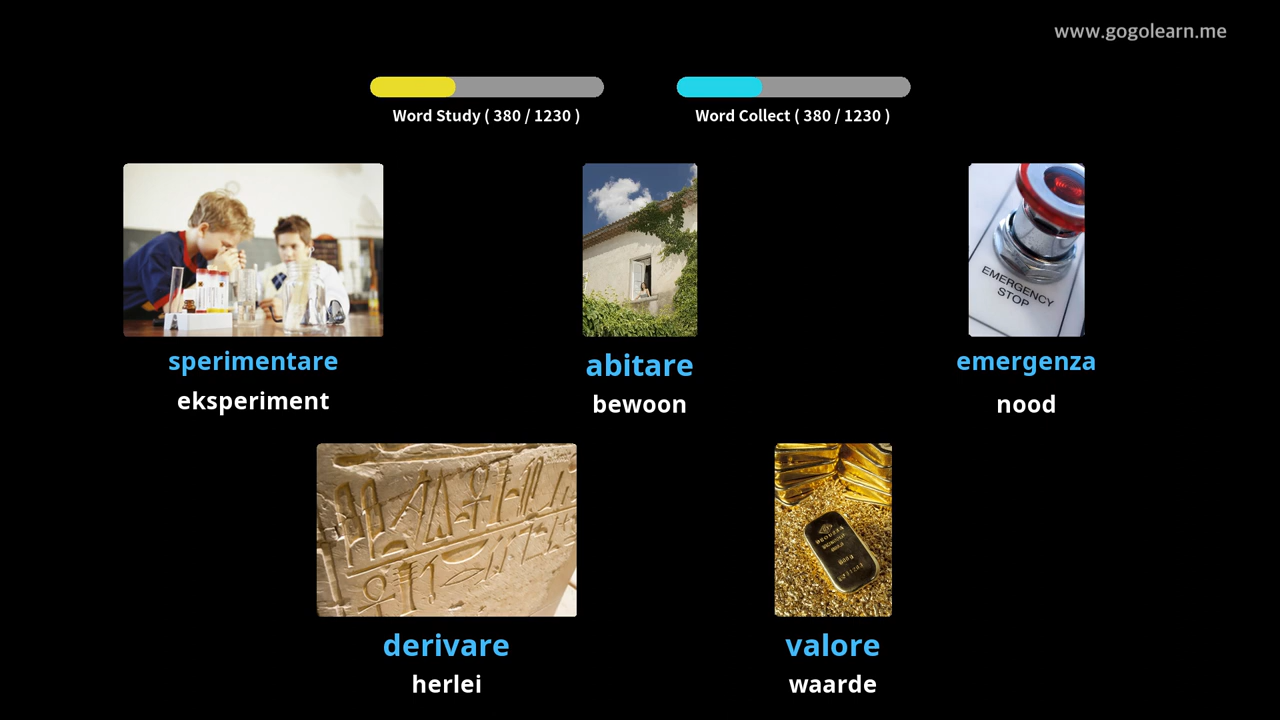 www.gogolearn.me
Word Study ( 380 / 1230 )
Word Collect ( 380 / 1230 )
EMERGENCY
STOP
sperimentare
abitare
emergenza
eksperiment
bewoon
nood
derivare
valore
herlei
waarde